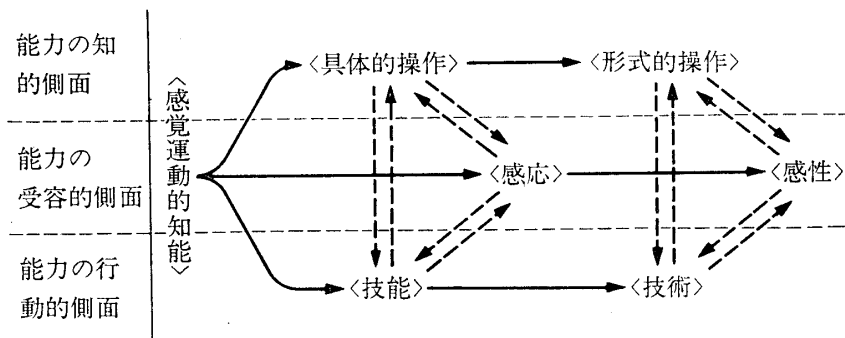 能力の知
的側面
〈感覚運動的知能〉
〈具体的操作〉
〈形式的操作〉
能力の
受容的側面
〈感応〉
〈感性〉
能力の行
動的側面
〈技能〉
〈技術〉